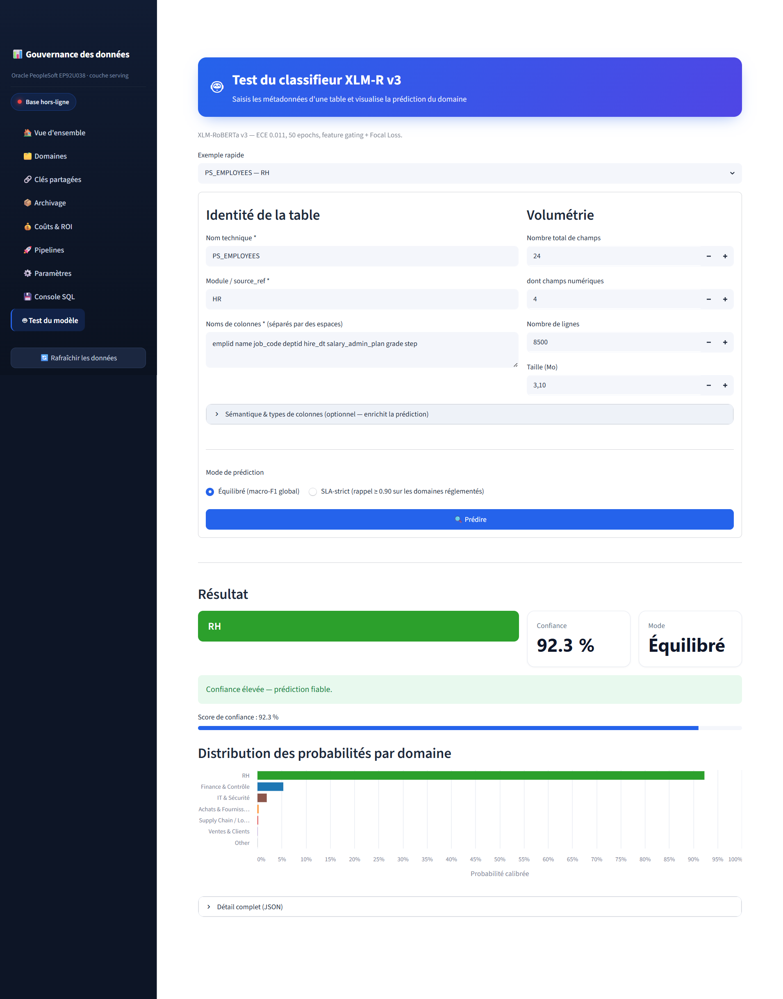 Gouvernance des données
Oracle PeopleSoft EP92U038 · couche serving
Base hors-ligne
Vue d'ensemble
Domaines
Clés partagées
Archivage
Coûts & ROI
Pipelines
Paramètres
Console SQL
Test du modèle
Rafraîchir les données
Test du classifieur XLM-R v3
Saisis les métadonnées d'une table et visualise la prédiction du domaine
XLM-RoBERTa v3 — ECE 0.011, 50 epochs, feature gating + Focal Loss.
Exemple rapide
PS_EMPLOYEES — RH
Identité de la table
Nom technique *
PS_EMPLOYEES
Module / source_ref *
HR
Noms de colonnes * (séparés par des espaces)
emplid name job_code deptid hire_dt salary_admin_plan grade step
Volumétrie
Nombre total de champs
24
dont champs numériques
4
Nombre de lignes
8500
Taille (Mo)
3,10
Sémantique & types de colonnes (optionnel — enrichit la prédiction)
Mode de prédiction
Équilibré (macro-F1 global)
SLA-strict (rappel ≥ 0.90 sur les domaines réglementés)
Prédire
Résultat
RH
Confiance
92.3 %
Mode
Équilibré
Confiance élevée — prédiction fiable.
Score de confiance : 92.3 %
Distribution des probabilités par domaine
RH
Finance & Contrôle
IT & Sécurité
Achats & Fourniss…
Supply Chain / Lo…
Ventes & Clients
Other
0% 5% 10% 15% 20% 25% 30% 35% 40% 45% 50% 55% 60% 65% 70% 75% 80% 85% 90% 95% 100%
Probabilité calibrée
Détail complet (JSON)